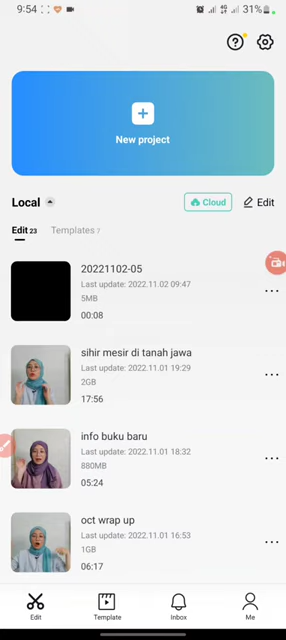 9:54 31%
New project
Local Cloud Edit
Edit 23 Templates 7
20221102-05
Last update: 2022.11.02 09:47
5MB
00:08
sihir mesir di tanah jawa
Last update: 2022.11.01 19:29
2GB
17:56
info buku baru
Last update: 2022.11.01 18:32
880MB
05:24
oct wrap up
Last update: 2022.11.01 16:53
1GB
06:17
Edit Template Inbox Me